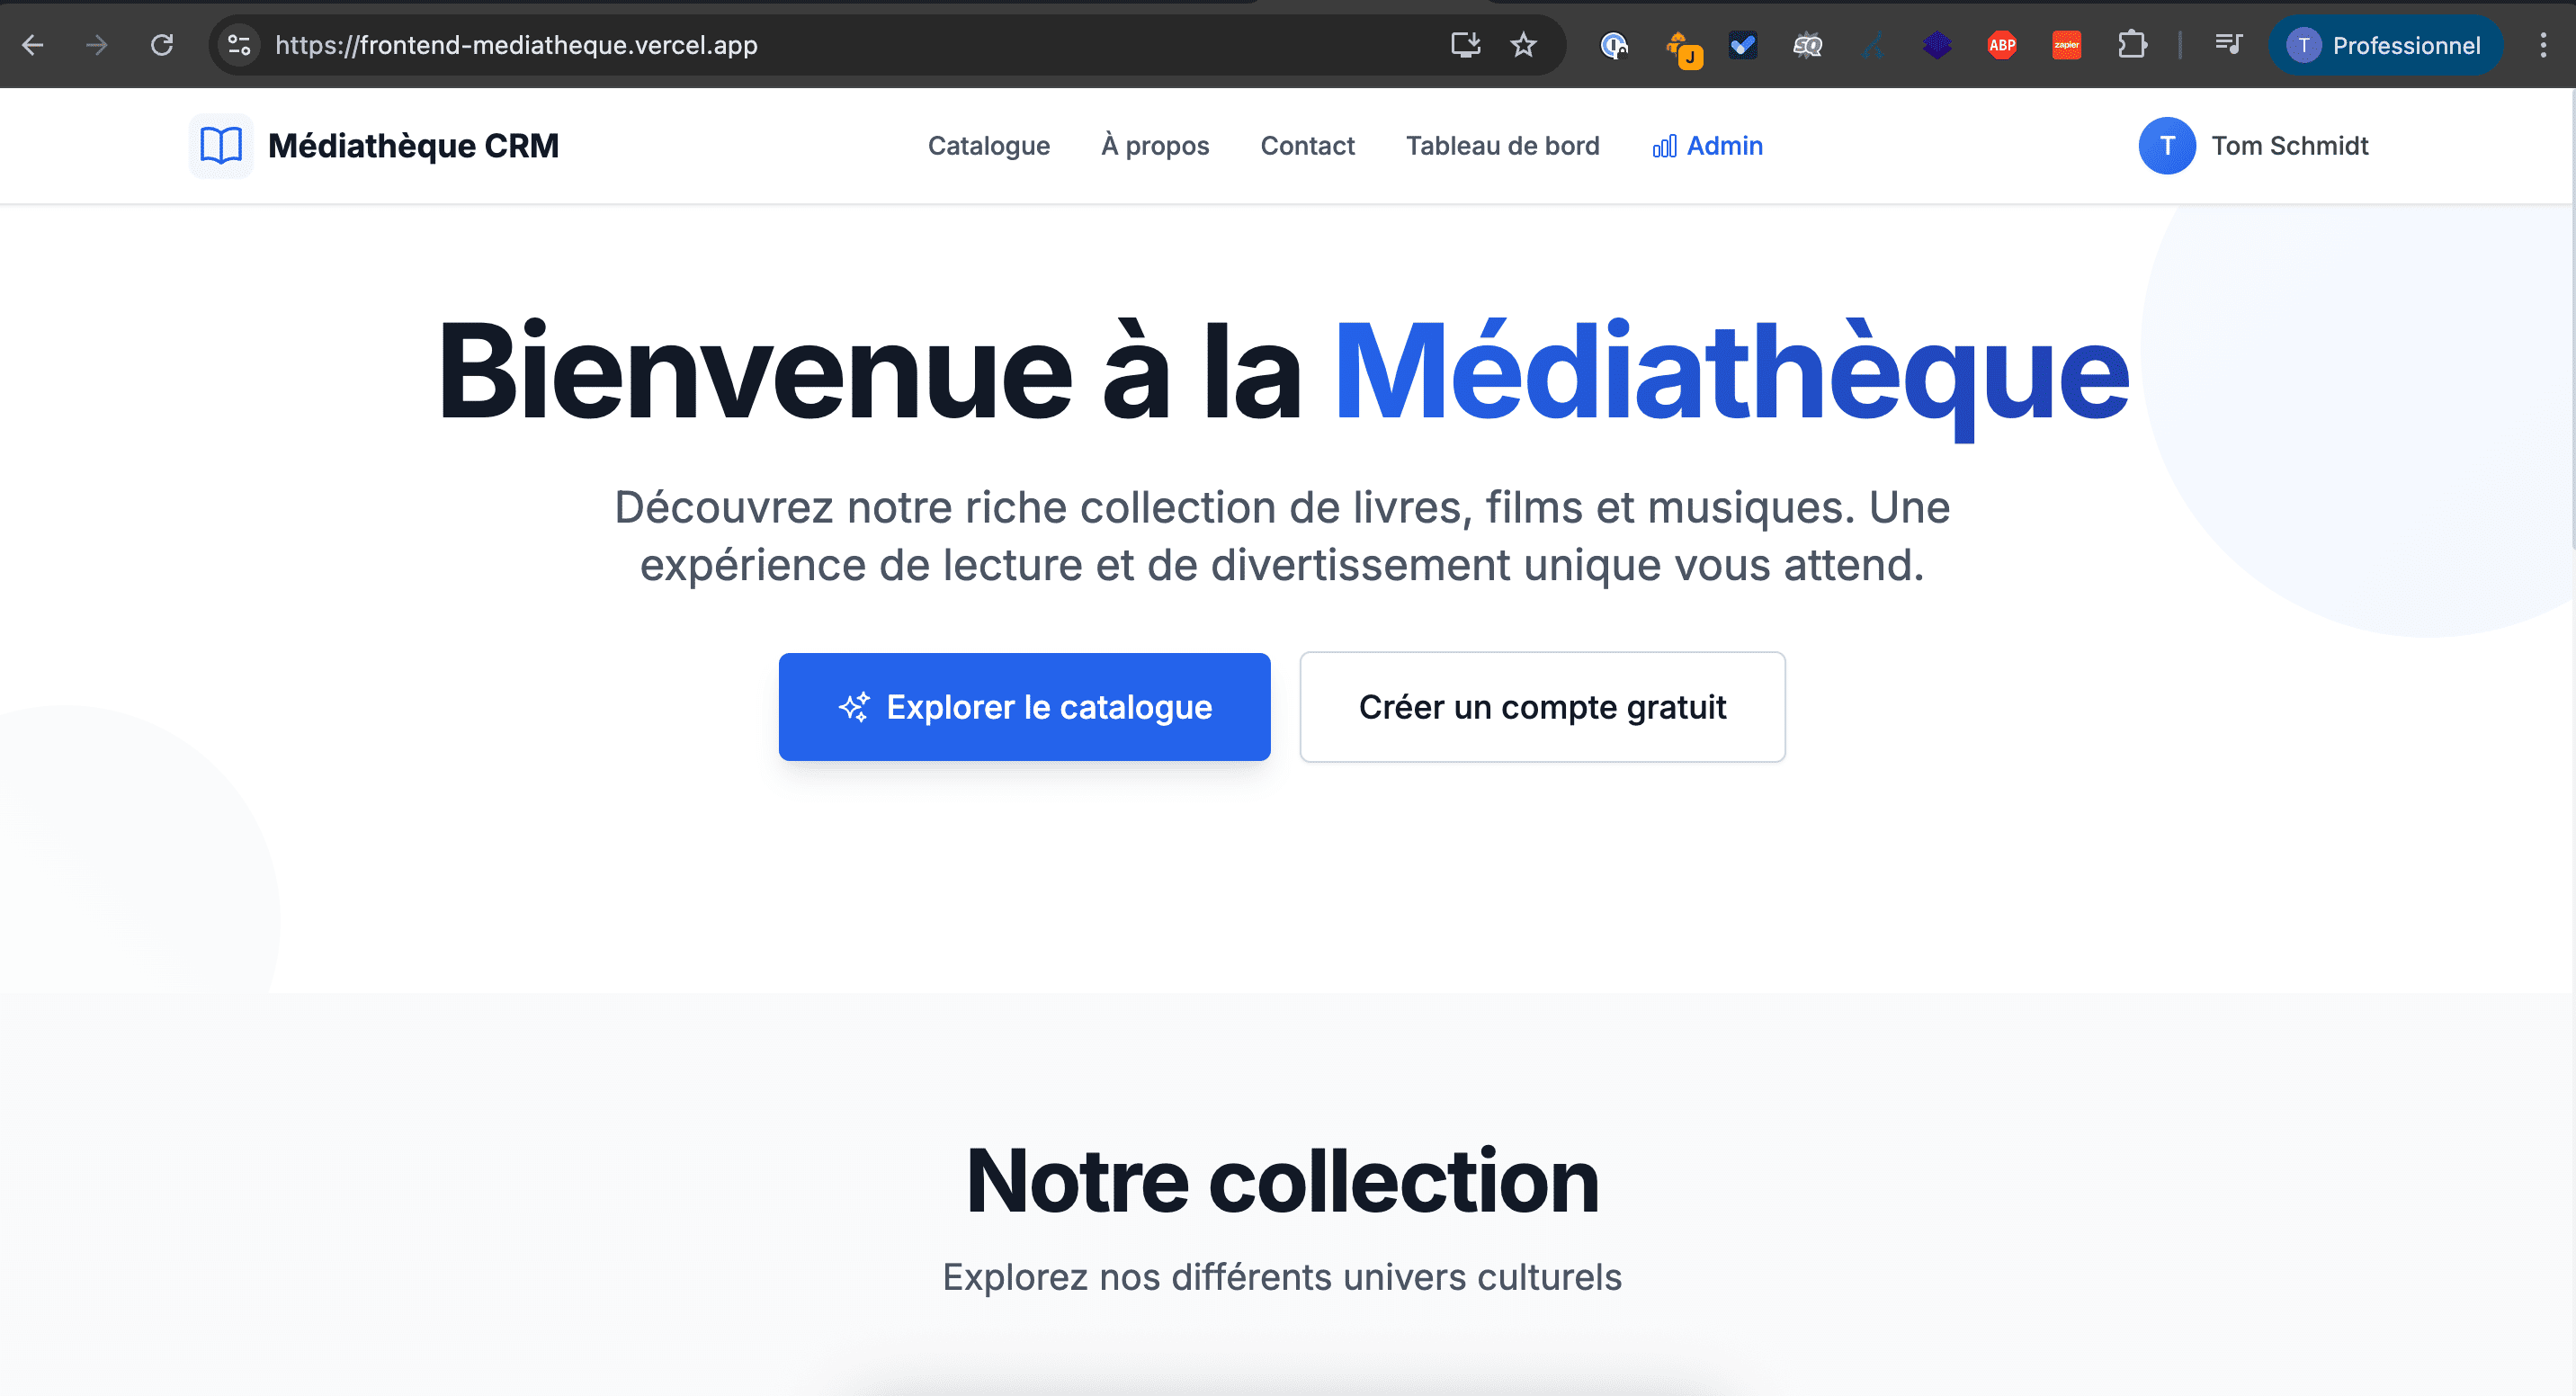 https://frontend-mediatheque.vercel.app
J
SQ
ABP
zapier
T Professionnel
Médiathèque CRM
Catalogue
À propos
Contact
Tableau de bord
Admin
T Tom Schmidt
Bienvenue à la Médiathèque
Découvrez notre riche collection de livres, films et musiques. Une
expérience de lecture et de divertissement unique vous attend.
Explorer le catalogue
Créer un compte gratuit
Notre collection
Explorez nos différents univers culturels